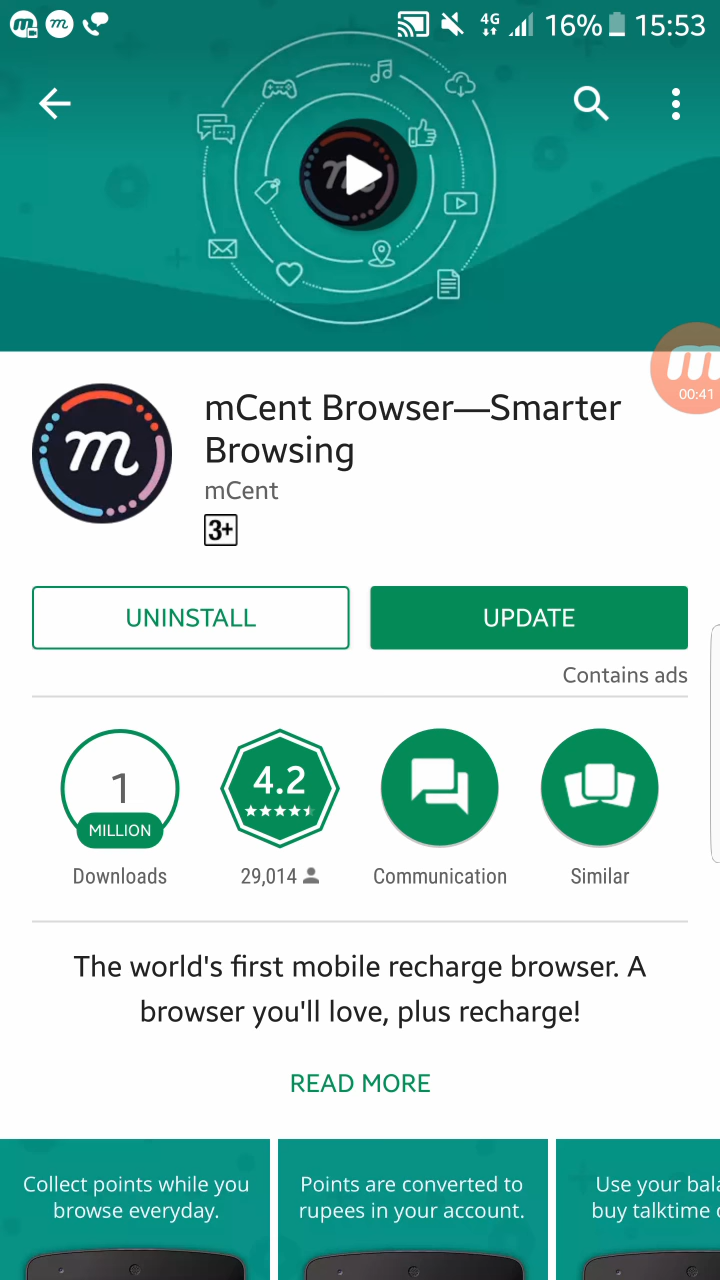 4G 16% 15:53
m
00:41
m
mCent Browser—Smarter
Browsing
mCent
3+
UNINSTALL
UPDATE
Contains ads
1
MILLION
4.2
Downloads
29,014
Communication
Similar
The world's first mobile recharge browser. A
browser you'll love, plus recharge!
READ MORE
Collect points while you
browse everyday.
Points are converted to
rupees in your account.
Use your bala
buy talktime